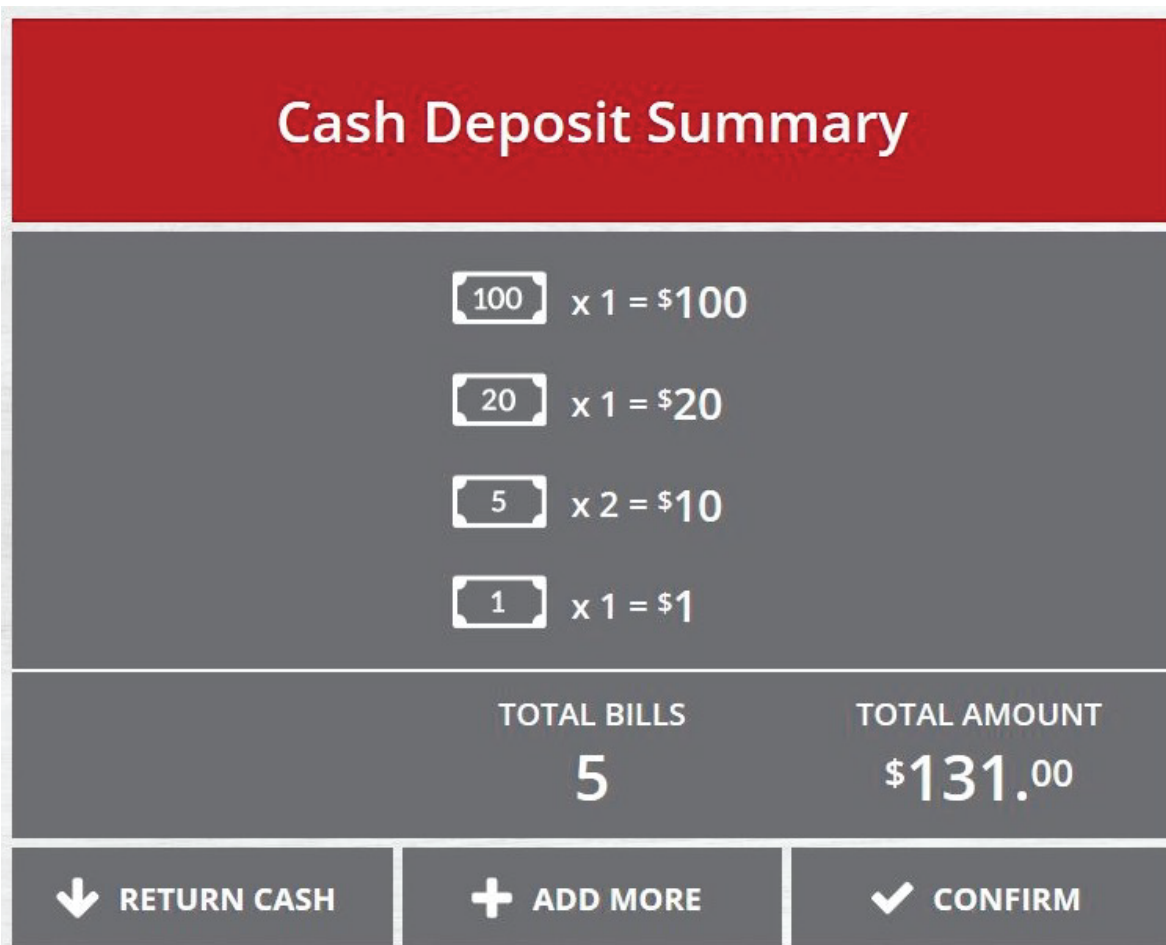 Cash Deposit Summary
100 x 1 = $100
20 x 1 = $20
5 x 2 = $10
1 x 1 = $1
TOTAL BILLS
5
TOTAL AMOUNT
$131.00
RETURN CASH
ADD MORE
CONFIRM